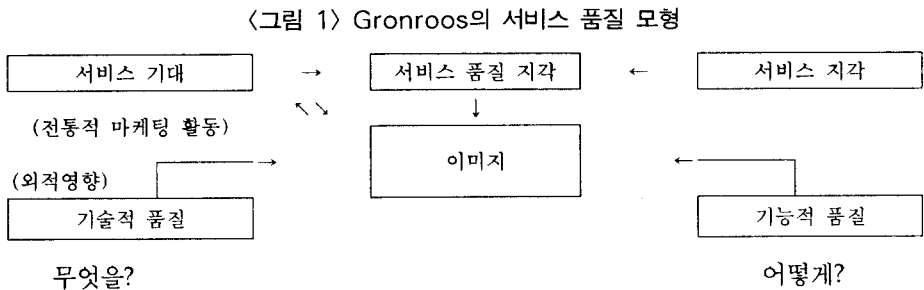 〈그림 1〉 Gronroos의 서비스 품질 모형
서비스 기대 → 서비스 품질 지각 ← 서비스 지각
↖↘ ↓
(전통적 마케팅 활동)
이미지
(외적영향)
기술적 품질 → ← 기능적 품질
무엇을? 어떻게?